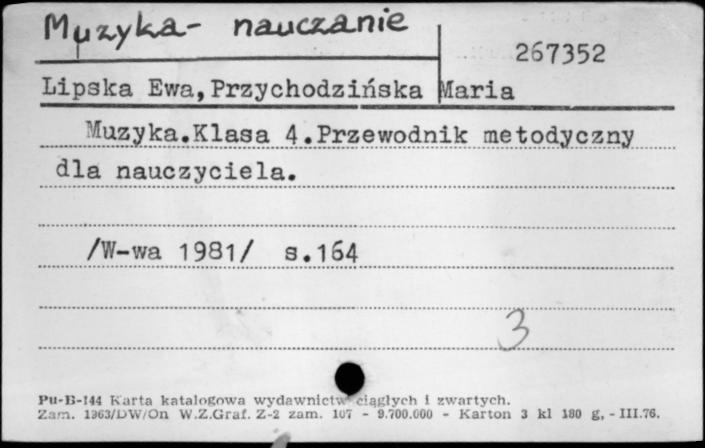 Muzyka- nauczanie
267352
Lipska Ewa,Przychodzińska Maria
Muzyka.Klasa 4.Przewodnik metodyczny
dla nauczyciela.
/W-wa 1981/ s.164
3
Pu-B-144 Karta katalogowa wydawnictw ciągłych i zwartych.
Zam. 1963/DW/On W.Z.Graf. Z-2 zam. 107 - 9.700.000 - Karton 3 kl 180 g, - III.76.